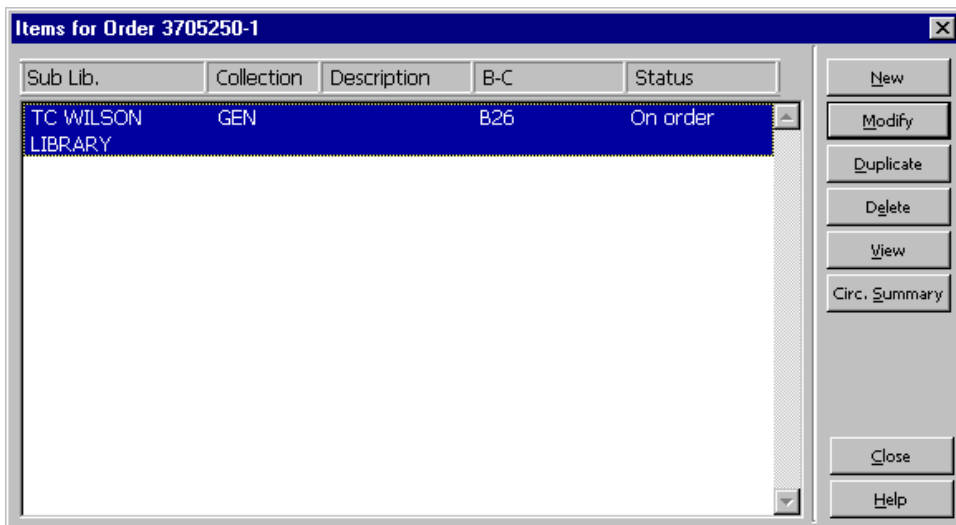 Items for Order 3705250-1
Sub Lib. Collection Description B-C Status
TC WILSON GEN B26 On order
LIBRARY
New
Modify
Duplicate
Delete
View
Circ. Summary
Close
Help